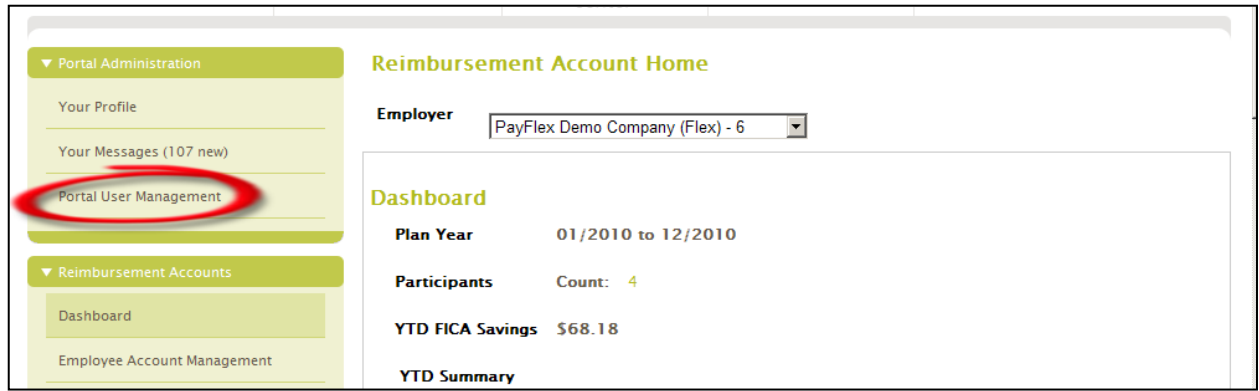 Portal Administration
Your Profile
Your Messages (107 new)
Portal User Management
Reimbursement Accounts
Dashboard
Employee Account Management
Reimbursement Account Home
Employer PayFlex Demo Company (Flex) - 6
Dashboard
Plan Year 01/2010 to 12/2010
Participants Count: 4
YTD FICA Savings $68.18
YTD Summary